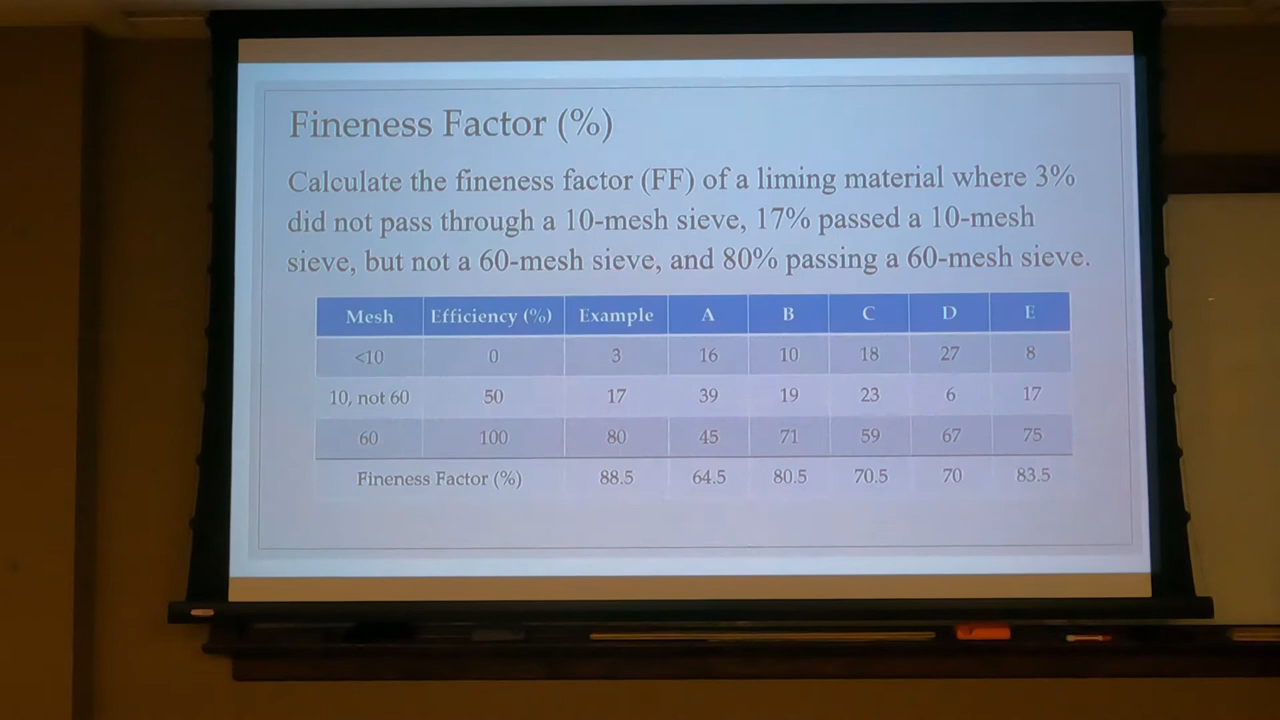 Fineness Factor (%)
Calculate the fineness factor (FF) of a liming material where 3%
did not pass through a 10-mesh sieve, 17% passed a 10-mesh
sieve, but not a 60-mesh sieve, and 80% passing a 60-mesh sieve.
Mesh Efficiency (%) Example A B C D E
<10 0 3 16 10 18 27 8
10, not 60 50 17 39 19 23 6 17
60 100 80 45 71 59 67 75
Fineness Factor (%) 88.5 64.5 80.5 70.5 70 83.5